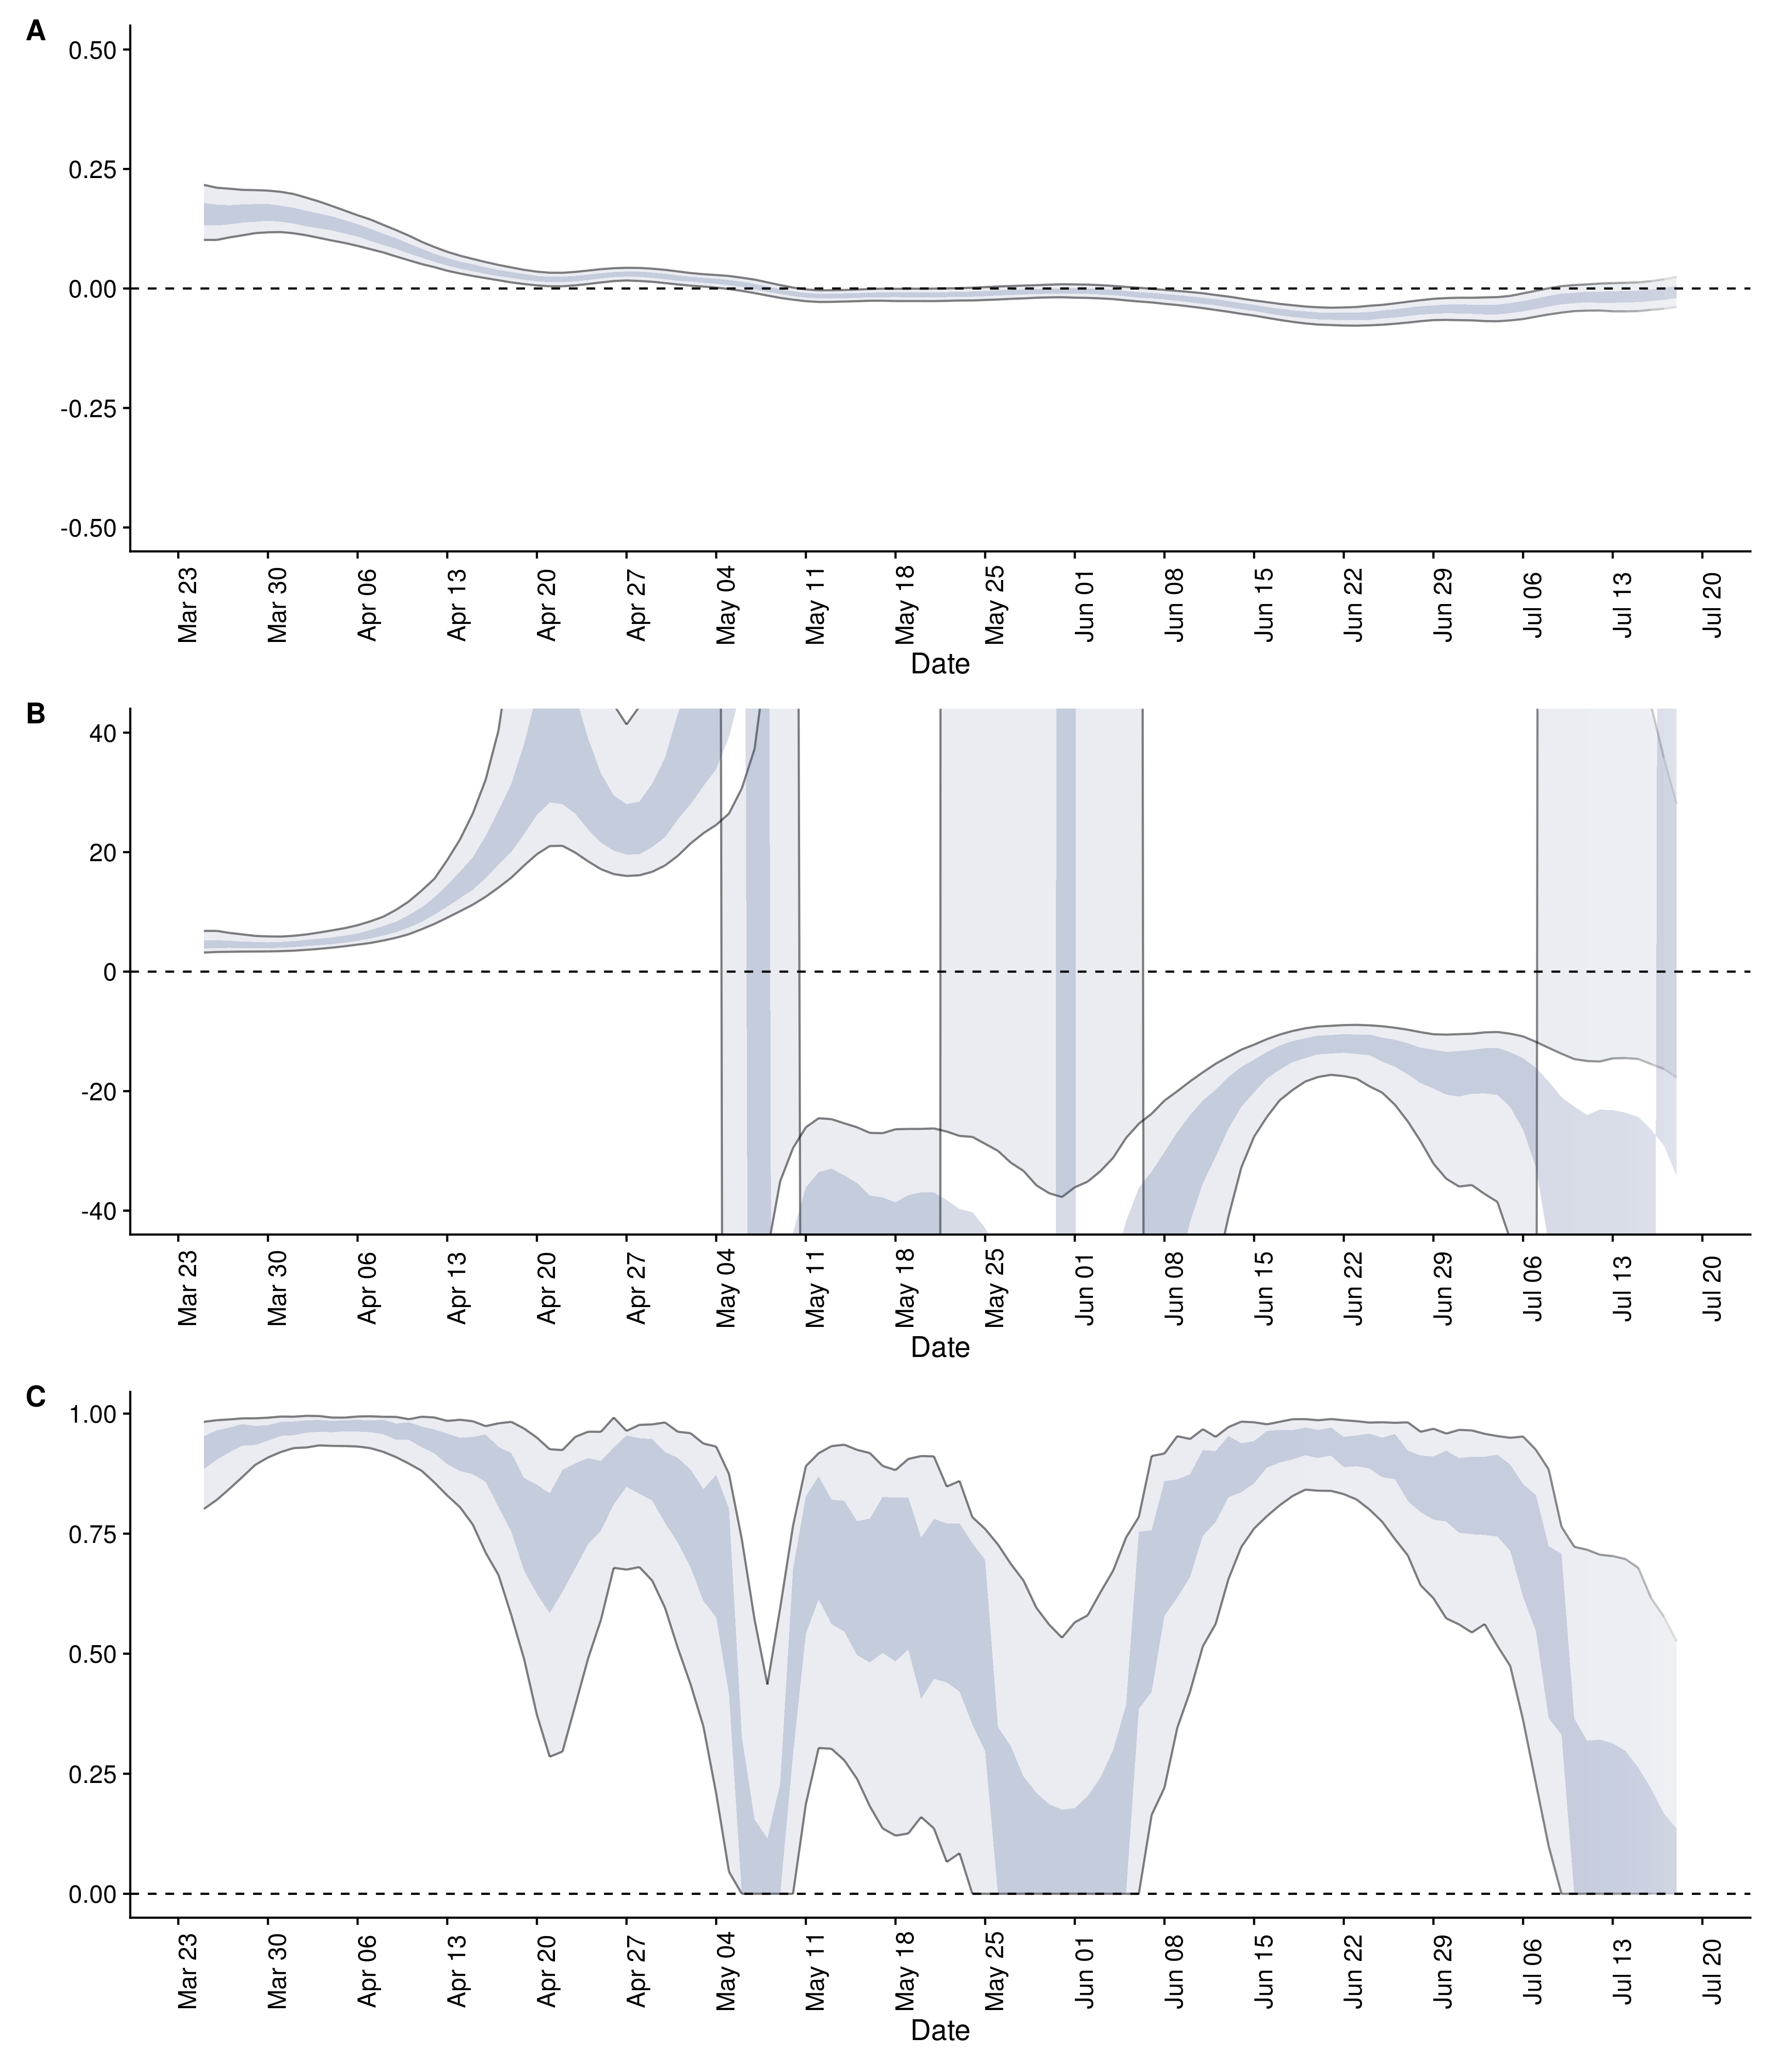 A
0.50
0.25
0.00
-0.25
-0.50
Mar 23
Mar 30
Apr 06
Apr 13
Apr 20
Apr 27
May 04
May 11
May 18
May 25
Jun 01
Jun 08
Jun 15
Jun 22
Jun 29
Jul 06
Jul 13
Jul 20
Date
B
40
20
0
-20
-40
Mar 23
Mar 30
Apr 06
Apr 13
Apr 20
Apr 27
May 04
May 11
May 18
May 25
Jun 01
Jun 08
Jun 15
Jun 22
Jun 29
Jul 06
Jul 13
Jul 20
Date
C
1.00
0.75
0.50
0.25
0.00
Mar 23
Mar 30
Apr 06
Apr 13
Apr 20
Apr 27
May 04
May 11
May 18
May 25
Jun 01
Jun 08
Jun 15
Jun 22
Jun 29
Jul 06
Jul 13
Jul 20
Date